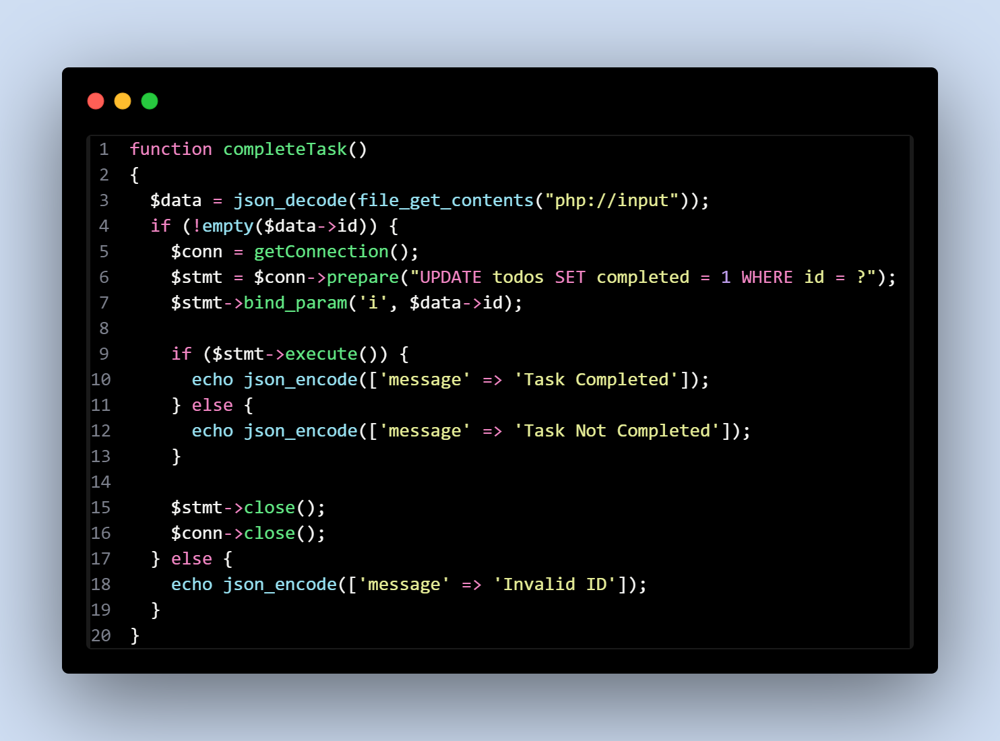 1 function completeTask()
2 {
3   $data = json_decode(file_get_contents("php://input"));
4   if (!empty($data->id)) {
5     $conn = getConnection();
6     $stmt = $conn->prepare("UPDATE todos SET completed = 1 WHERE id = ?");
7     $stmt->bind_param('i', $data->id);
8
9     if ($stmt->execute()) {
10       echo json_encode(['message' => 'Task Completed']);
11     } else {
12       echo json_encode(['message' => 'Task Not Completed']);
13     }
14
15     $stmt->close();
16     $conn->close();
17   } else {
18     echo json_encode(['message' => 'Invalid ID']);
19   }
20 }